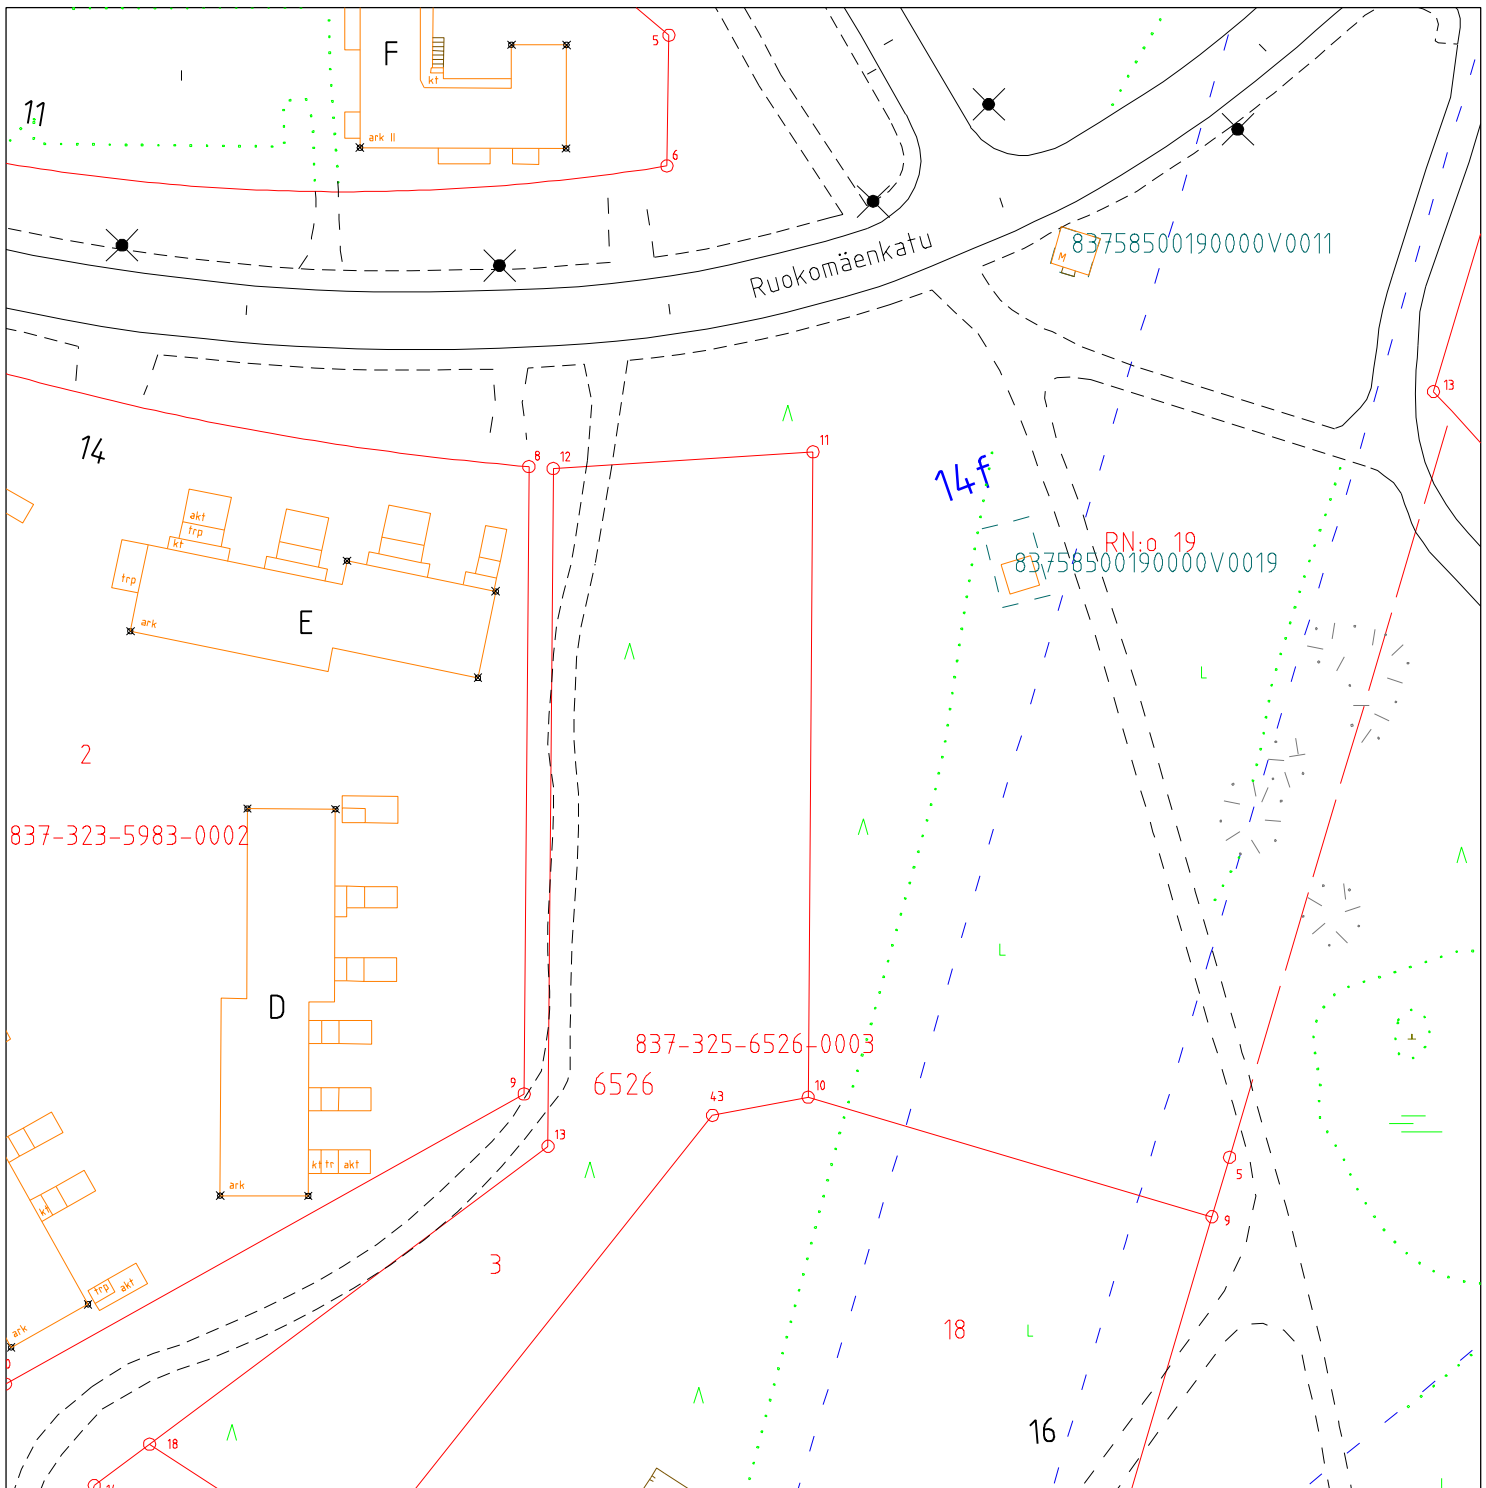 F
5
kt
11
ark II
6
Ruokomäenkatu
837585001900000V0011
M
13
14
8
12
11
14f
RN:o 19
837585001900000V0019
akt
trp
kt
trp
ark
E
2
837-323-5983-0002
D
837-325-6526-0003
6526
9
43
10
13
5
kt
tr
akt
ark
9
kt
3
trp
akt
ark
18
16
18